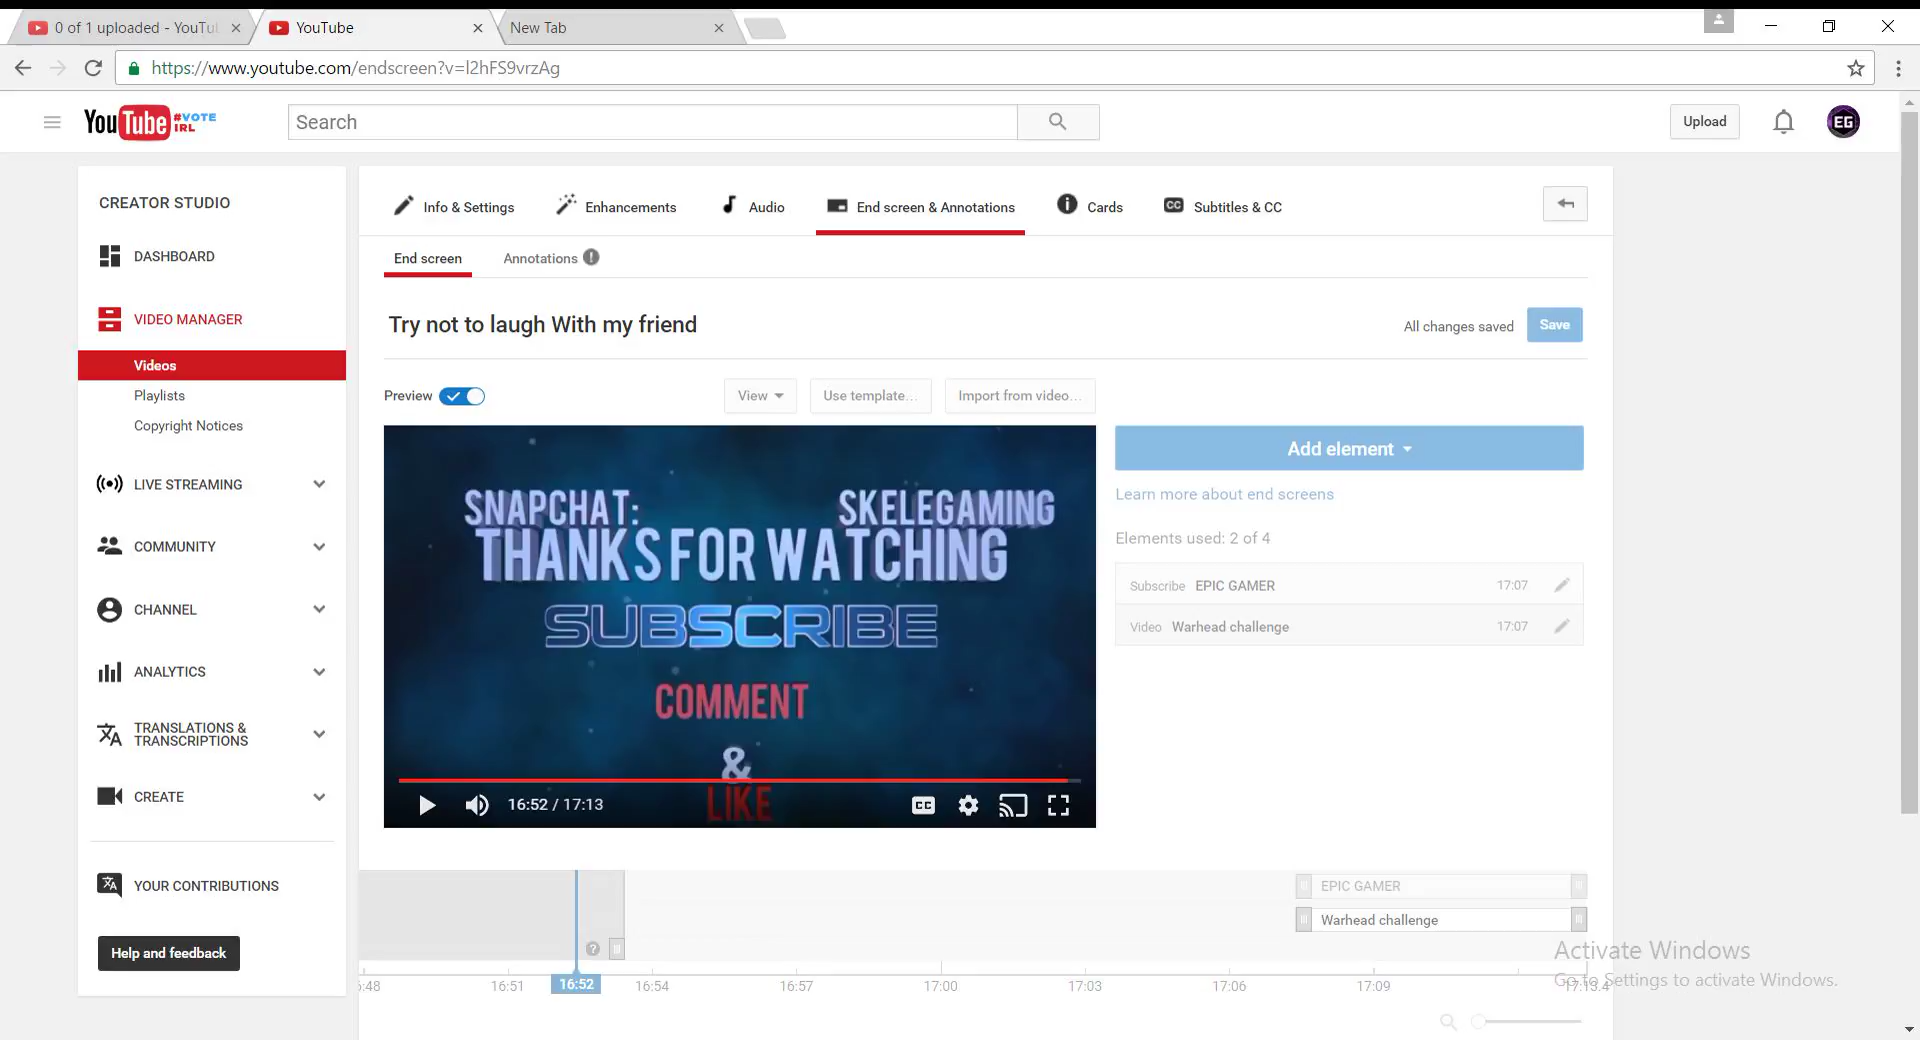 0 of 1 uploaded - YouTu
YouTube
New Tab
https://www.youtube.com/endscreen?v=l2hFS9vrzAg
YouTube #VOTE IRL
Search
Upload
EG
CREATOR STUDIO
DASHBOARD
VIDEO MANAGER
Videos
Playlists
Copyright Notices
LIVE STREAMING
COMMUNITY
CHANNEL
ANALYTICS
TRANSLATIONS &
TRANSCRIPTIONS
CREATE
YOUR CONTRIBUTIONS
Help and feedback
Info & Settings
Enhancements
Audio
End screen & Annotations
Cards
CC Subtitles & CC
End screen
Annotations
Try not to laugh With my friend
All changes saved
Save
Preview
View
Use template...
Import from video...
SNAPCHAT: SKELEGAMING
THANKS FOR WATCHING
SUBSCRIBE
COMMENT
&
LIKE
16:52 / 17:13
CC
Add element
Learn more about end screens
Elements used: 2 of 4
Subscribe EPIC GAMER 17:07
Video Warhead challenge 17:07
EPIC GAMER
Warhead challenge
:48 16:51 16:52 16:54 16:57 17:00 17:03 17:06 17:09 17:13.4
Activate Windows
Go to Settings to activate Windows.